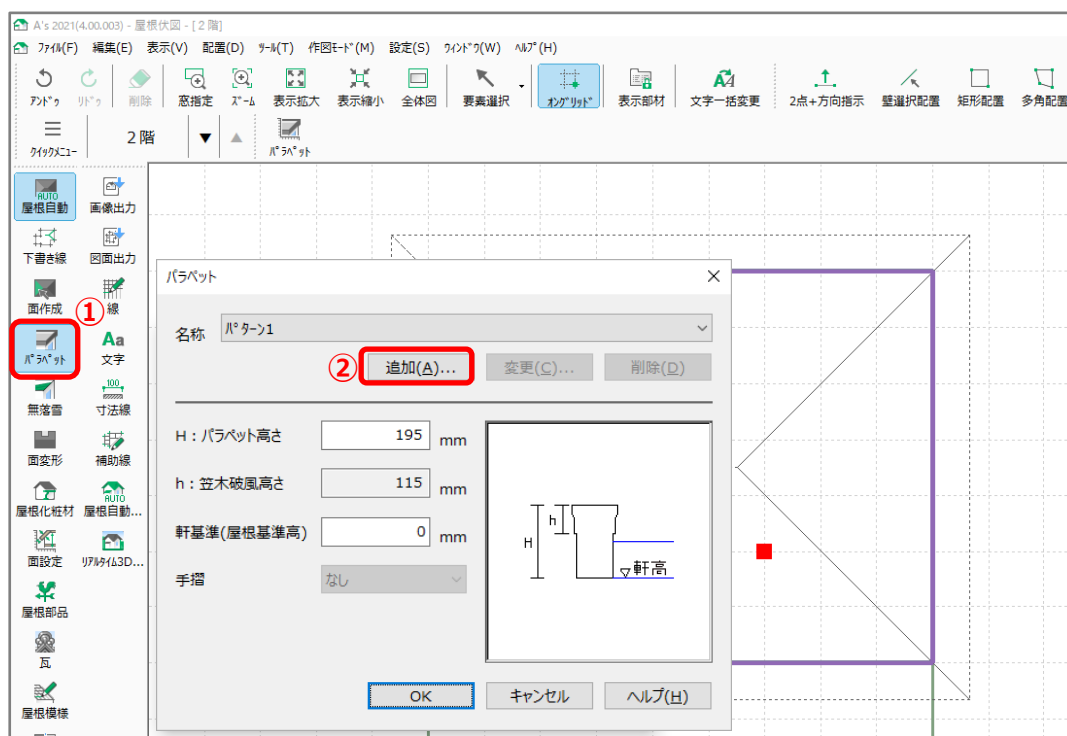 A's 2021(4.00.003) - 屋根伏図 - [2 階]
ﾌｧｲﾙ(F) 編集(E) 表示(V) 配置(D) ﾂｰﾙ(T) 作図ﾓｰﾄﾞ(M) 設定(S) ｳｨﾝﾄﾞｳ(W) ﾍﾙﾌﾟ(H)
ｱﾝﾄﾞｩ ﾘﾄﾞｩ 削除 窓指定 ｽﾞｰﾑ 表示拡大 表示縮小 全体図 要素選択 ｵﾝｸﾞﾘｯﾄﾞ 表示部材 文字一括変更 2点+方向指示 壁選択配置 矩形配置 多角配置
ｸｲｯｸﾒﾆｭｰ 2 階 ▼ ▲ ﾊﾟﾗﾍﾟｯﾄ
屋根自動 画像出力
下書き線 図面出力
面作成 線
①
ﾊﾟﾗﾍﾟｯﾄ 文字
無落雪 寸法線
面変形 補助線
屋根化粧材 屋根自動...
面設定 ﾘｱﾙﾀｲﾑ3D...
屋根部品
瓦
屋根模様
パラペット
名称 ﾊﾟﾀｰﾝ1
② 追加(A)... 変更(C)... 削除(D)
H：パラペット高さ 195 mm
h：笠木破風高さ 115 mm
軒基準(屋根基準高) 0 mm
手摺 なし
h
H
▽軒高
OK キャンセル ヘルプ(H)